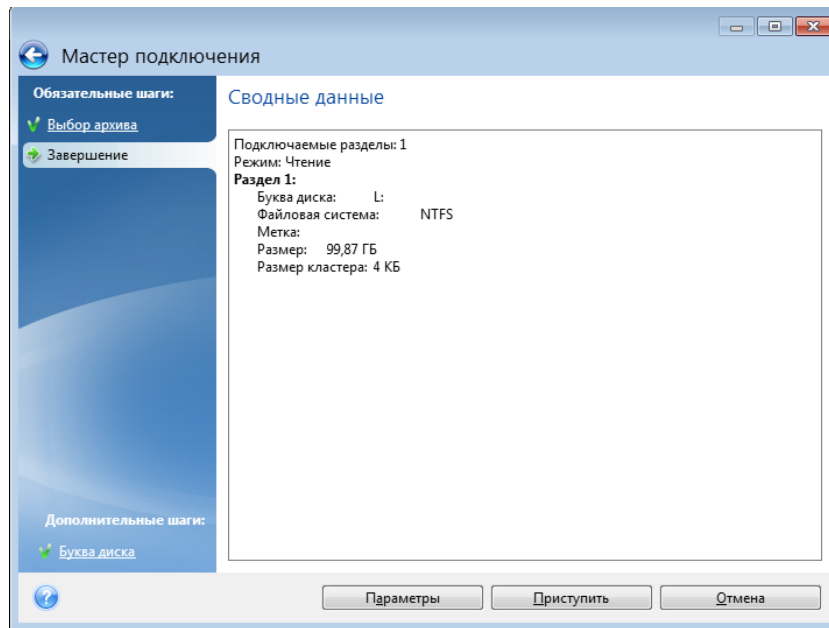 Мастер подключения
Обязательные шаги:
Выбор архива
Завершение
Сводные данные
Подключаемые разделы: 1
Режим: Чтение
Раздел 1:
Буква диска: L:
Файловая система: NTFS
Метка:
Размер: 99,87 ГБ
Размер кластера: 4 КБ
Дополнительные шаги:
Буква диска
Параметры
Приступить
Отмена